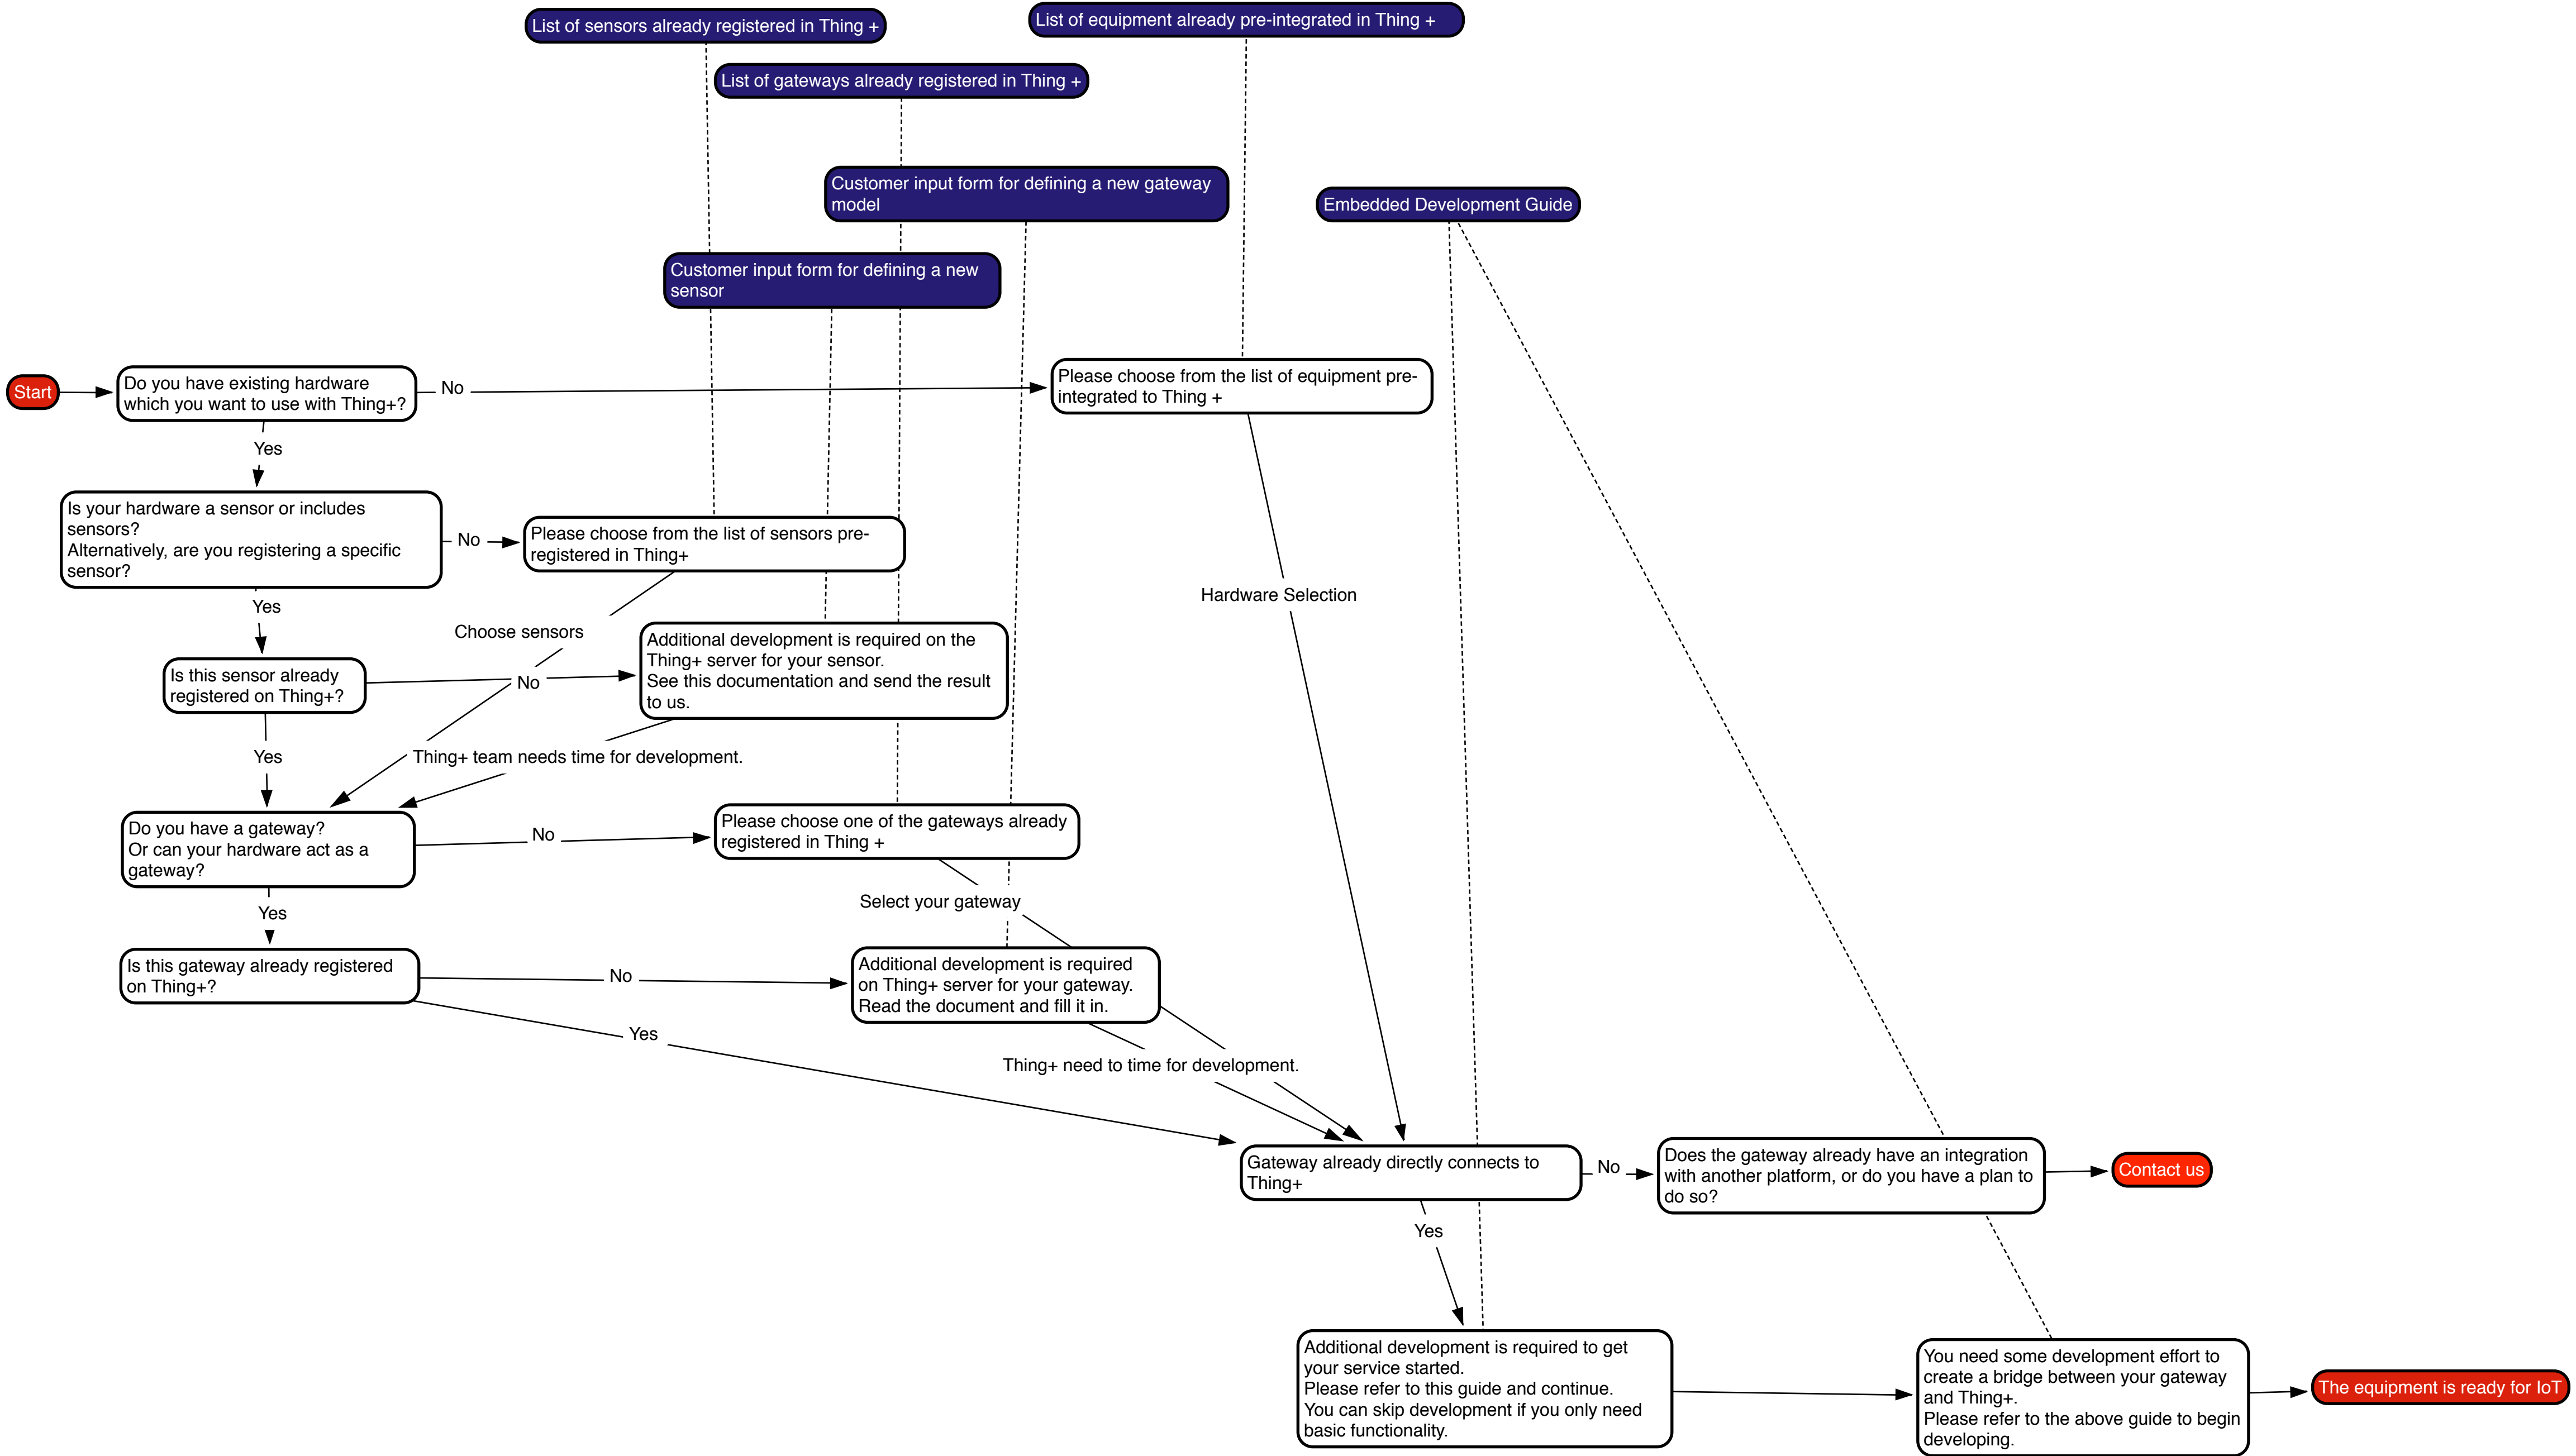 List of sensors already registered in Thing +
List of equipment already pre-integrated in Thing +
List of gateways already registered in Thing +
Customer input form for defining a new gateway
model
Embedded Development Guide
Customer input form for defining a new
sensor
Start
Do you have existing hardware
which you want to use with Thing+?
No
Please choose from the list of equipment pre-
integrated to Thing +
Yes
Is your hardware a sensor or includes
sensors?
Alternatively, are you registering a specific
sensor?
No
Please choose from the list of sensors pre-
registered in Thing+
Hardware Selection
Yes
Choose sensors
Is this sensor already
registered on Thing+?
No
Additional development is required on the
Thing+ server for your sensor.
See this documentation and send the result
to us.
Yes
Thing+ team needs time for development.
Do you have a gateway?
Or can your hardware act as a
gateway?
No
Please choose one of the gateways already
registered in Thing +
Yes
Select your gateway
Is this gateway already registered
on Thing+?
No
Additional development is required
on Thing+ server for your gateway.
Read the document and fill it in.
Yes
Thing+ need to time for development.
Gateway already directly connects to
Thing+
No
Does the gateway already have an integration
with another platform, or do you have a plan to
do so?
Contact us
Yes
Additional development is required to get
your service started.
Please refer to this guide and continue.
You can skip development if you only need
basic functionality.
You need some development effort to
create a bridge between your gateway
and Thing+.
Please refer to the above guide to begin
developing.
The equipment is ready for IoT